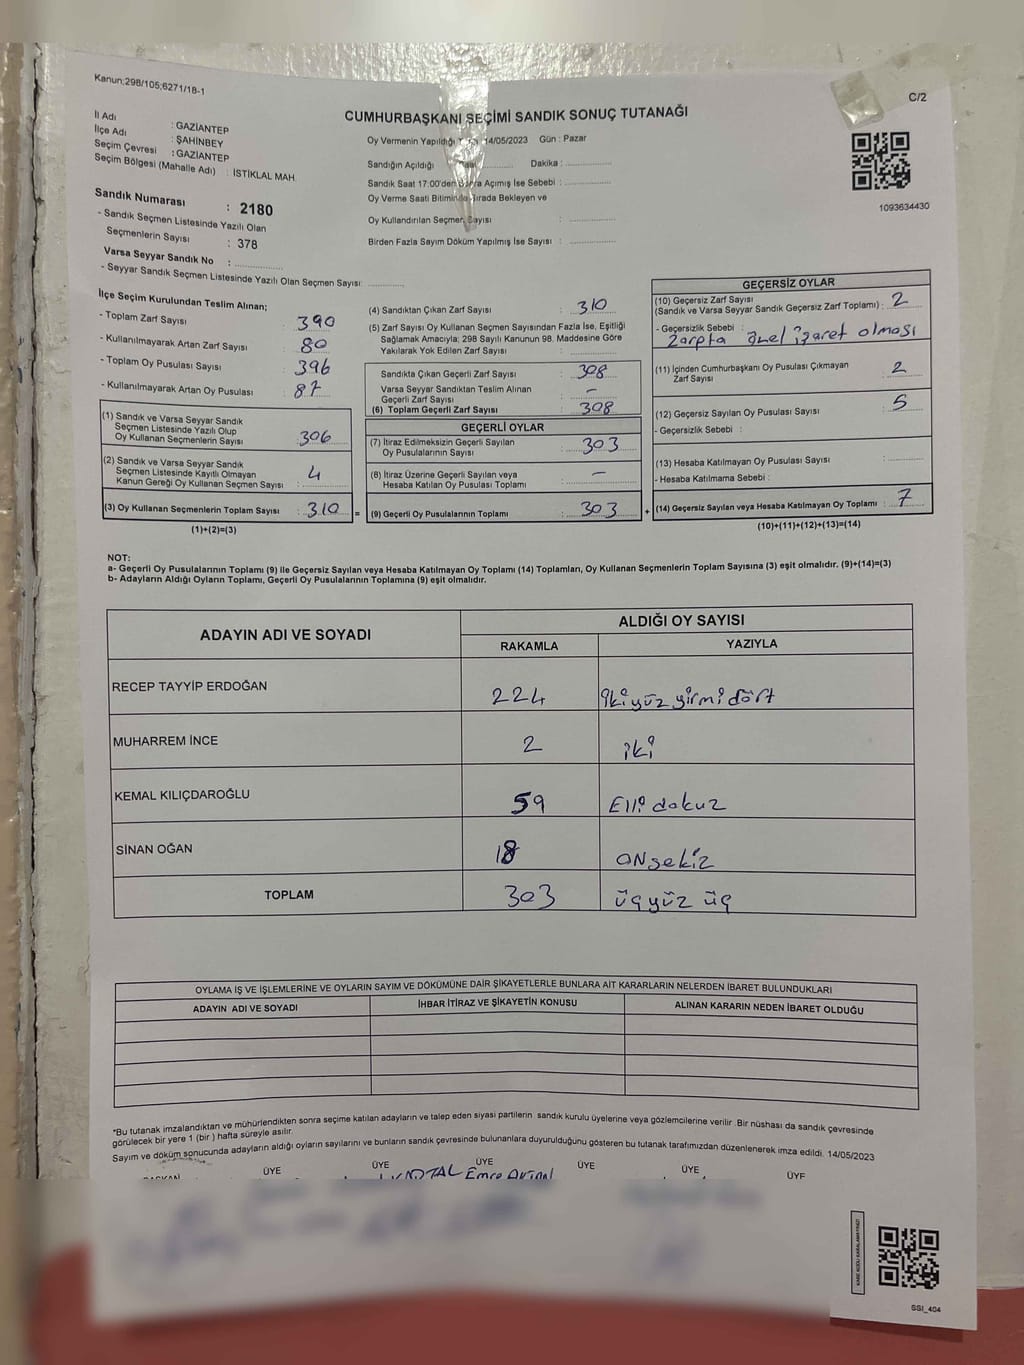 Kanun;298/105;6271/18-1
C/2
CUMHURBAŞKANI SEÇİMİ SANDIK SONUÇ TUTANAĞI
İl Adı : GAZİANTEP
İlçe Adı : ŞAHİNBEY
Seçim Çevresi : GAZİANTEP
Seçim Bölgesi (Mahalle Adı) : İSTİKLAL MAH.
Oy Vermenin Yapıldığı 14/05/2023 Gün : Pazar
Sandığın Açıldığı Dakika :
Sandık Saat 17:00'den Açımış İse Sebebi :
Oy Verme Saati Bitiminde Sırada Bekleyen ve
Oy Kullandırılan Seçmen Sayısı :
Birden Fazla Sayım Döküm Yapılmış İse Sayısı :
1093634430
Sandık Numarası : 2180
- Sandık Seçmen Listesinde Yazılı Olan
Seçmenlerin Sayısı : 378
Varsa Seyyar Sandık No :
- Seyyar Sandık Seçmen Listesinde Yazılı Olan Seçmen Sayısı:
İlçe Seçim Kurulundan Teslim Alınan;
- Toplam Zarf Sayısı : 390
- Kullanılmayarak Artan Zarf Sayısı : 80
- Toplam Oy Pusulası Sayısı : 396
- Kullanılmayarak Artan Oy Pusulası : 87
(1) Sandık ve Varsa Seyyar Sandık
Seçmen Listesinde Yazılı Olup
Oy Kullanan Seçmenlerin Sayısı : 306
(2) Sandık ve Varsa Seyyar Sandık
Seçmen Listesinde Kayıtlı Olmayan
Kanun Gereği Oy Kullanan Seçmen Sayısı : 4
(3) Oy Kullanan Seçmenlerin Toplam Sayısı : 310 =
(1)+(2)=(3)
(4) Sandıktan Çıkan Zarf Sayısı : 310
(5) Zarf Sayısı Oy Kullanan Seçmen Sayısından Fazla İse, Eşitliği
Sağlamak Amacıyla; 298 Sayılı Kanunun 98. Maddesine Göre
Yakılarak Yok Edilen Zarf Sayısı :
Sandıkta Çıkan Geçerli Zarf Sayısı : 308
Varsa Seyyar Sandıktan Teslim Alınan
Geçerli Zarf Sayısı : -
(6) Toplam Geçerli Zarf Sayısı : 308
GEÇERLİ OYLAR
(7) İtiraz Edilmeksizin Geçerli Sayılan
Oy Pusulalarının Sayısı : 303
(8) İtiraz Üzerine Geçerli Sayılan veya
Hesaba Katılan Oy Pusulası Toplamı : -
(9) Geçerli Oy Pusulalarının Toplamı : 303 +
GEÇERSİZ OYLAR
(10) Geçersiz Zarf Sayısı
(Sandık ve Varsa Seyyar Sandık Geçersiz Zarf Toplamı) : 2
- Geçersizlik Sebebi :
Zarfta özel işaret olması
(11) İçinden Cumhurbaşkanı Oy Pusulası Çıkmayan
Zarf Sayısı : 2
(12) Geçersiz Sayılan Oy Pusulası Sayısı : 5
- Geçersizlik Sebebi :
(13) Hesaba Katılmayan Oy Pusulası Sayısı :
- Hesaba Katılmama Sebebi :
(14) Geçersiz Sayılan veya Hesaba Katılmayan Oy Toplamı : 7
(10)+(11)+(12)+(13)=(14)
NOT:
a- Geçerli Oy Pusulalarının Toplamı (9) ile Geçersiz Sayılan veya Hesaba Katılmayan Oy Toplamı (14) Toplamları, Oy Kullanan Seçmenlerin Toplam Sayısına (3) eşit olmalıdır. (9)+(14)=(3)
b- Adayların Aldığı Oyların Toplamı, Geçerli Oy Pusulalarının Toplamına (9) eşit olmalıdır.
ADAYIN ADI VE SOYADI
ALDIĞI OY SAYISI
RAKAMLA YAZIYLA
RECEP TAYYİP ERDOĞAN 224 ikiyüz yirmi dört
MUHARREM İNCE 2 iki
KEMAL KILIÇDAROĞLU 59 Elli dokuz
SİNAN OĞAN 18 ONsekiz
TOPLAM 303 üçyüz üç
OYLAMA İŞ VE İŞLEMLERİNE VE OYLARIN SAYIM VE DÖKÜMÜNE DAİR ŞİKAYETLERLE BUNLARA AİT KARARLARIN NELERDEN İBARET BULUNDUKLARI
ADAYIN ADI VE SOYADI İHBAR İTİRAZ VE ŞİKAYETİN KONUSU ALINAN KARARIN NEDEN İBARET OLDUĞU
*Bu tutanak imzalandıktan ve mühürlendikten sonra seçime katılan adayların ve talep eden siyasi partilerin sandık kurulu üyelerine veya gözlemcilerine verilir .Bir nüshası da sandık çevresinde
görülecek bir yere 1 (bir ) hafta süreyle asılır.
Sayım ve döküm sonucunda adayların aldığı oyların sayılarını ve bunların sandık çevresinde bulunanlara duyurulduğunu gösteren bu tutanak tarafımızdan düzenlenerek imza edildi. 14/05/2023
ÜYE ÜYE ÜYE ÜYE ÜYE ÜYE
Emre
SSI_404